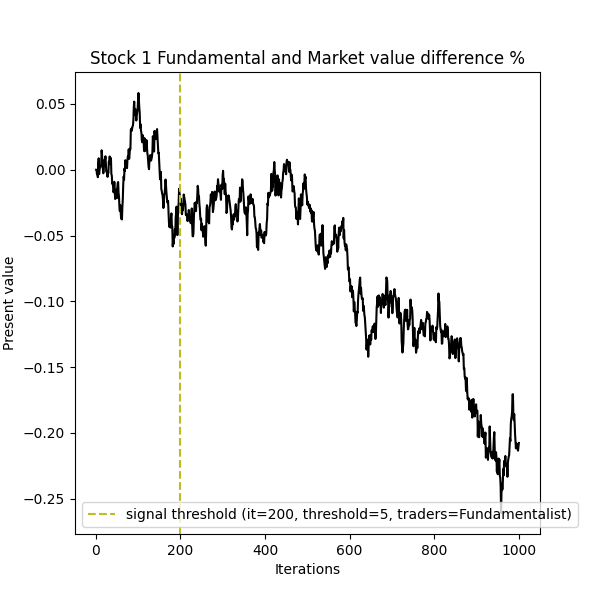 Stock 1 Fundamental and Market value difference %
0.05
0.00
−0.05
−0.10
−0.15
−0.20
−0.25
Present value
signal threshold (it=200, threshold=5, traders=Fundamentalist)
0 200 400 600 800 1000
Iterations